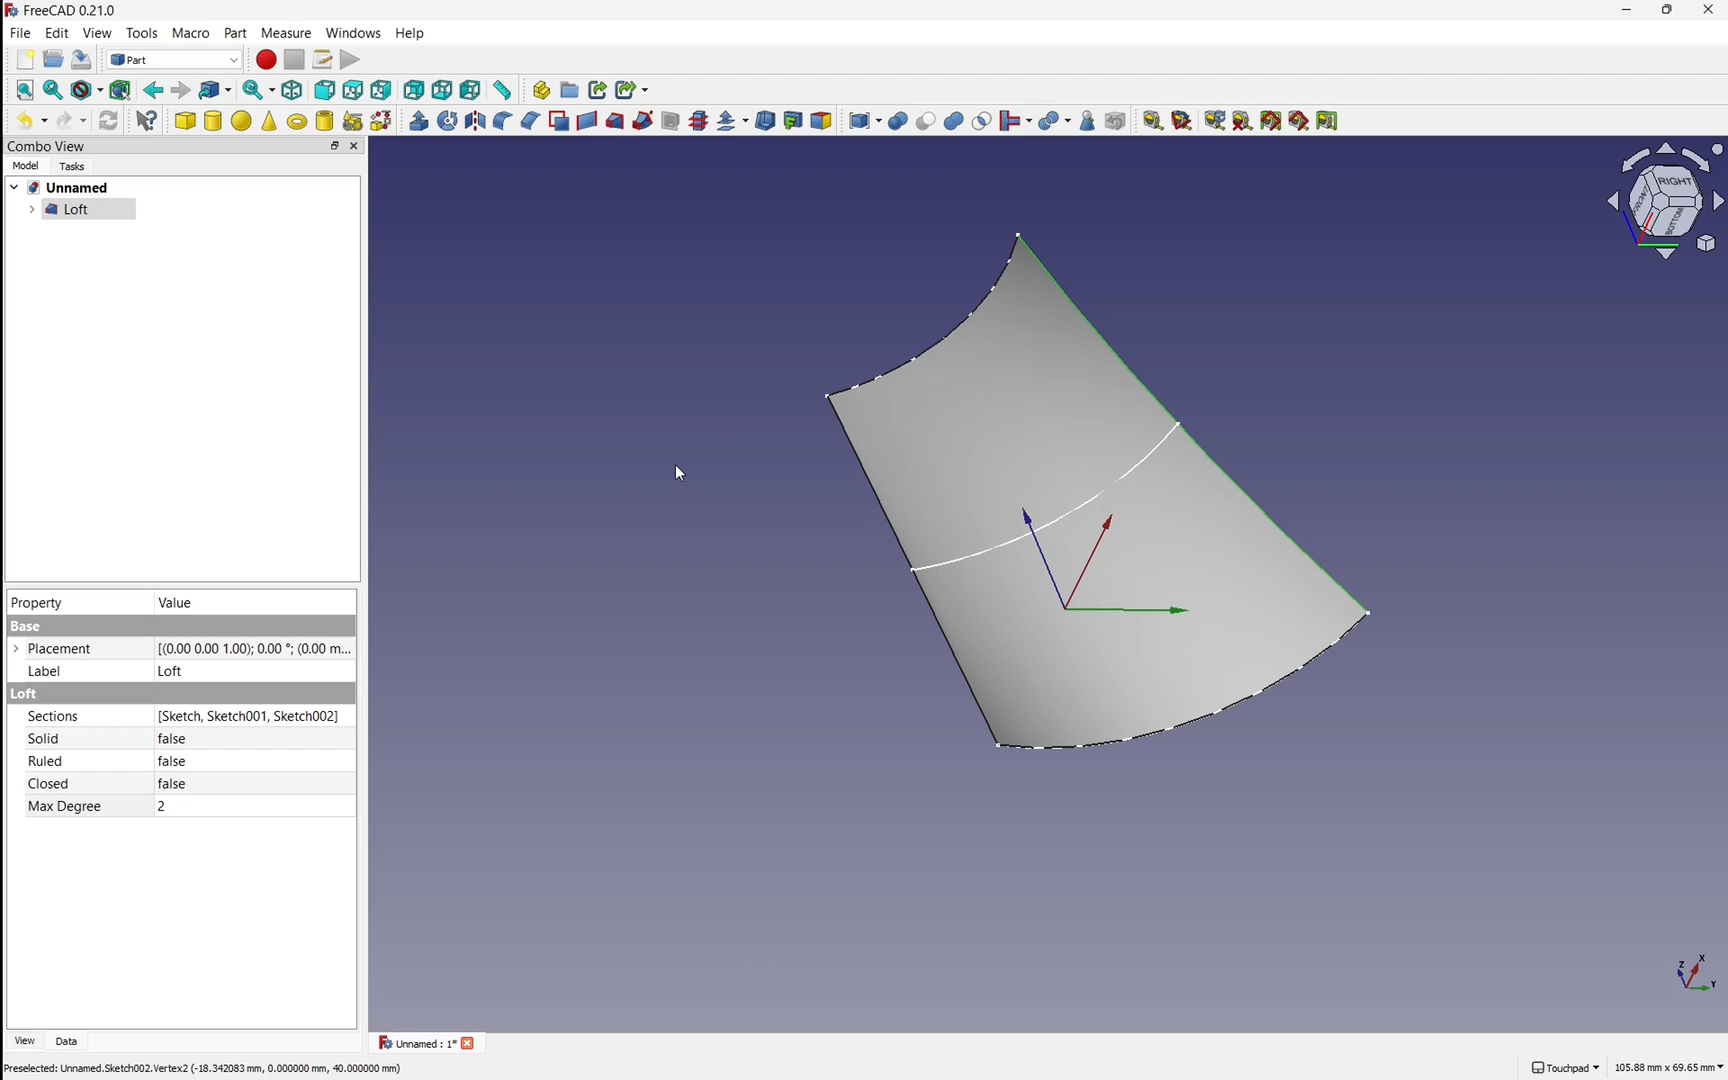 FreeCAD 0.21.0
File Edit View Tools Macro Part Measure Windows Help
Part
Combo View
Model Tasks
Unnamed
Loft
Property Value
Base
Placement [(0.00 0.00 1.00); 0.00 °; (0.00 m...
Label Loft
Loft
Sections [Sketch, Sketch001, Sketch002]
Solid false
Ruled false
Closed false
Max Degree 2
View Data
RIGHT
FRONT
BOTTOM
Z X
Y
Unnamed : 1*
Preselected: Unnamed.Sketch002.Vertex2 (-18.342083 mm, 0.000000 mm, 40.000000 mm)
Touchpad
105.88 mm x 69.65 mm